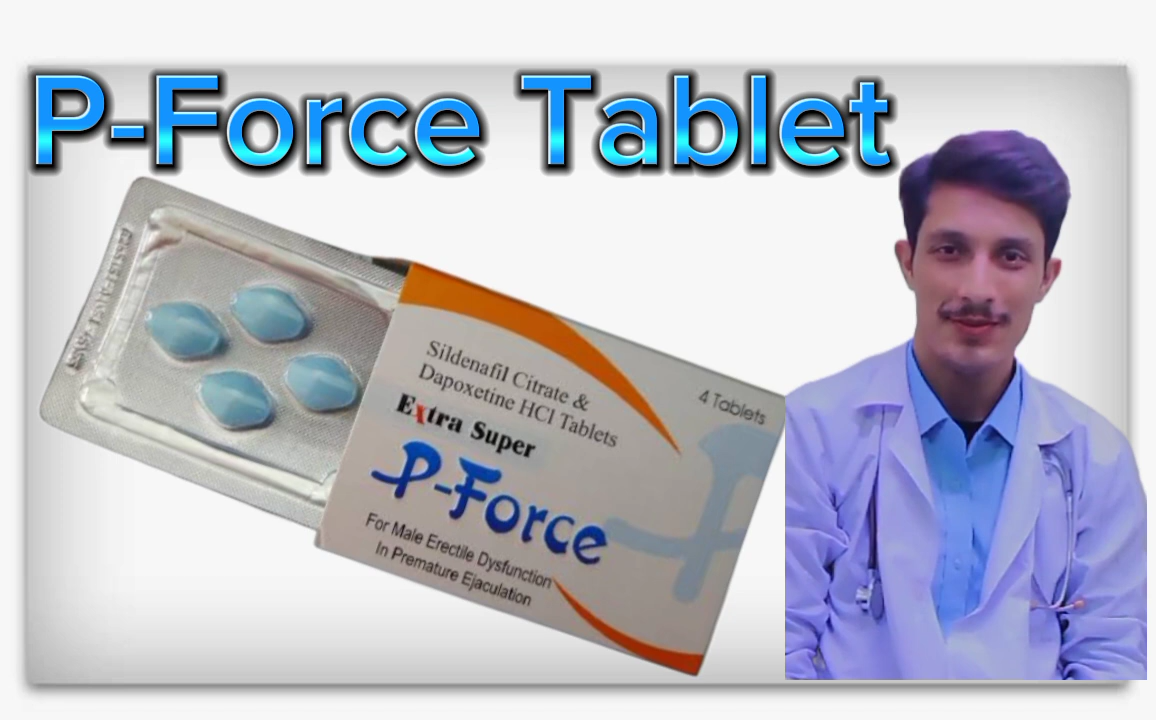 P-Force Tablet
Sildenafil Citrate &
Dapoxetine HCl Tablets
4 Tablets
Extra Super
P-Force
For Male Erectile Dysfunction
In Premature Ejaculation